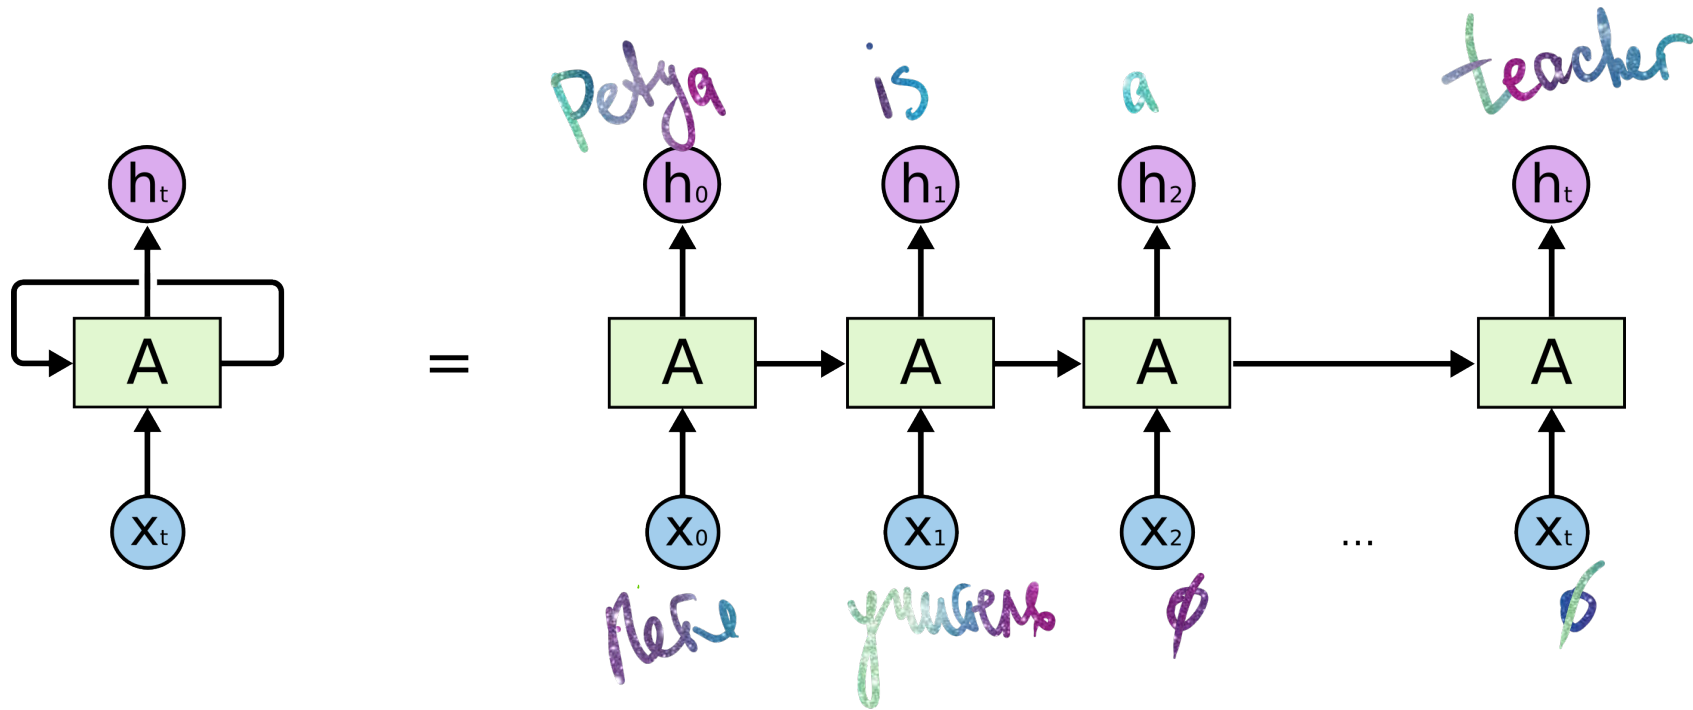 petya is a teacher
hₜ h₀ h₁ h₂ hₜ
A = A A A A
xₜ x₀ x₁ x₂ ... xₜ
Петя учитель ϕ ϕ